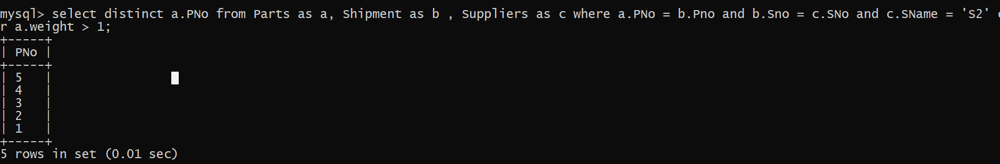 mysql> select distinct a.PNo from Parts as a, Shipment as b , Suppliers as c where a.PNo = b.Pno and b.Sno = c.SNo and c.SName = 'S2' o
r a.weight > 1;
+-----+
| PNo |
+-----+
| 5   |
| 4   |
| 3   |
| 2   |
| 1   |
+-----+
5 rows in set (0.01 sec)